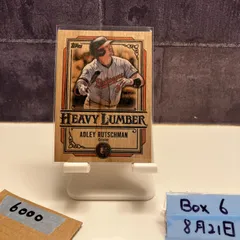 Topps
HEAVY LUMBER
ADLEY RUTSCHMAN
6000
Box 6
8月21日